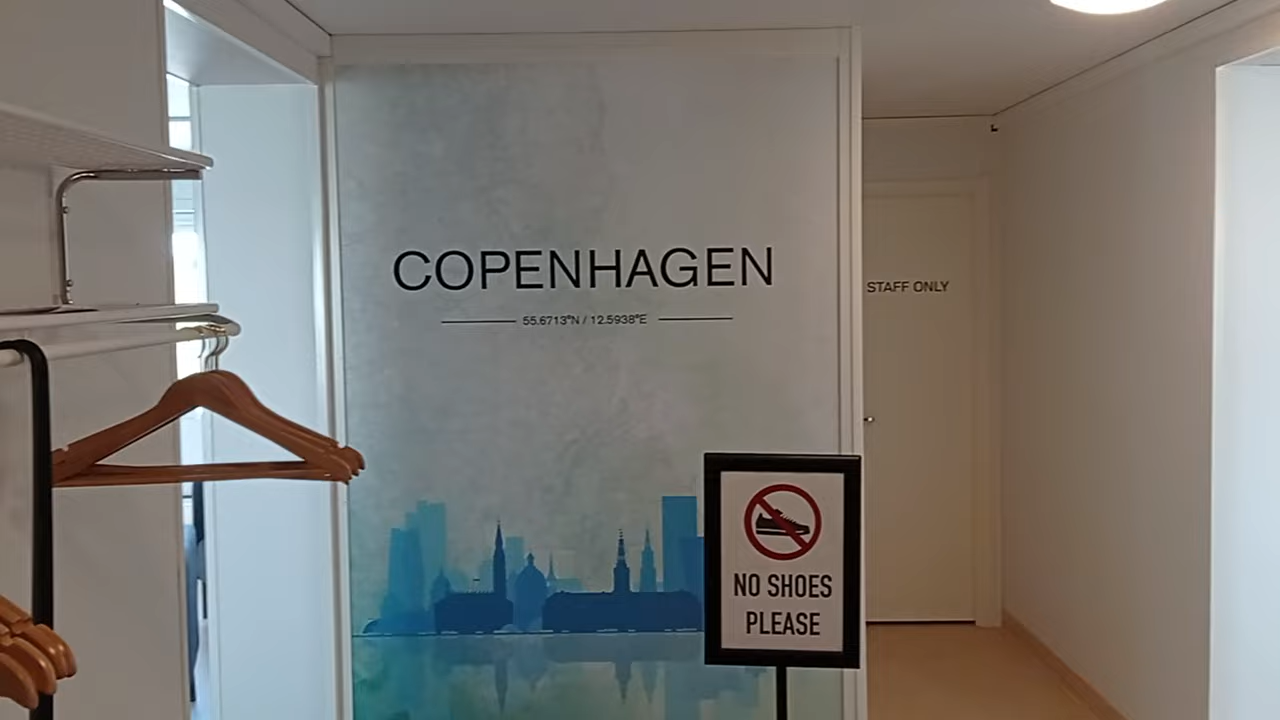 COPENHAGEN
55.6713°N / 12.5938°E
STAFF ONLY
NO SHOES
PLEASE